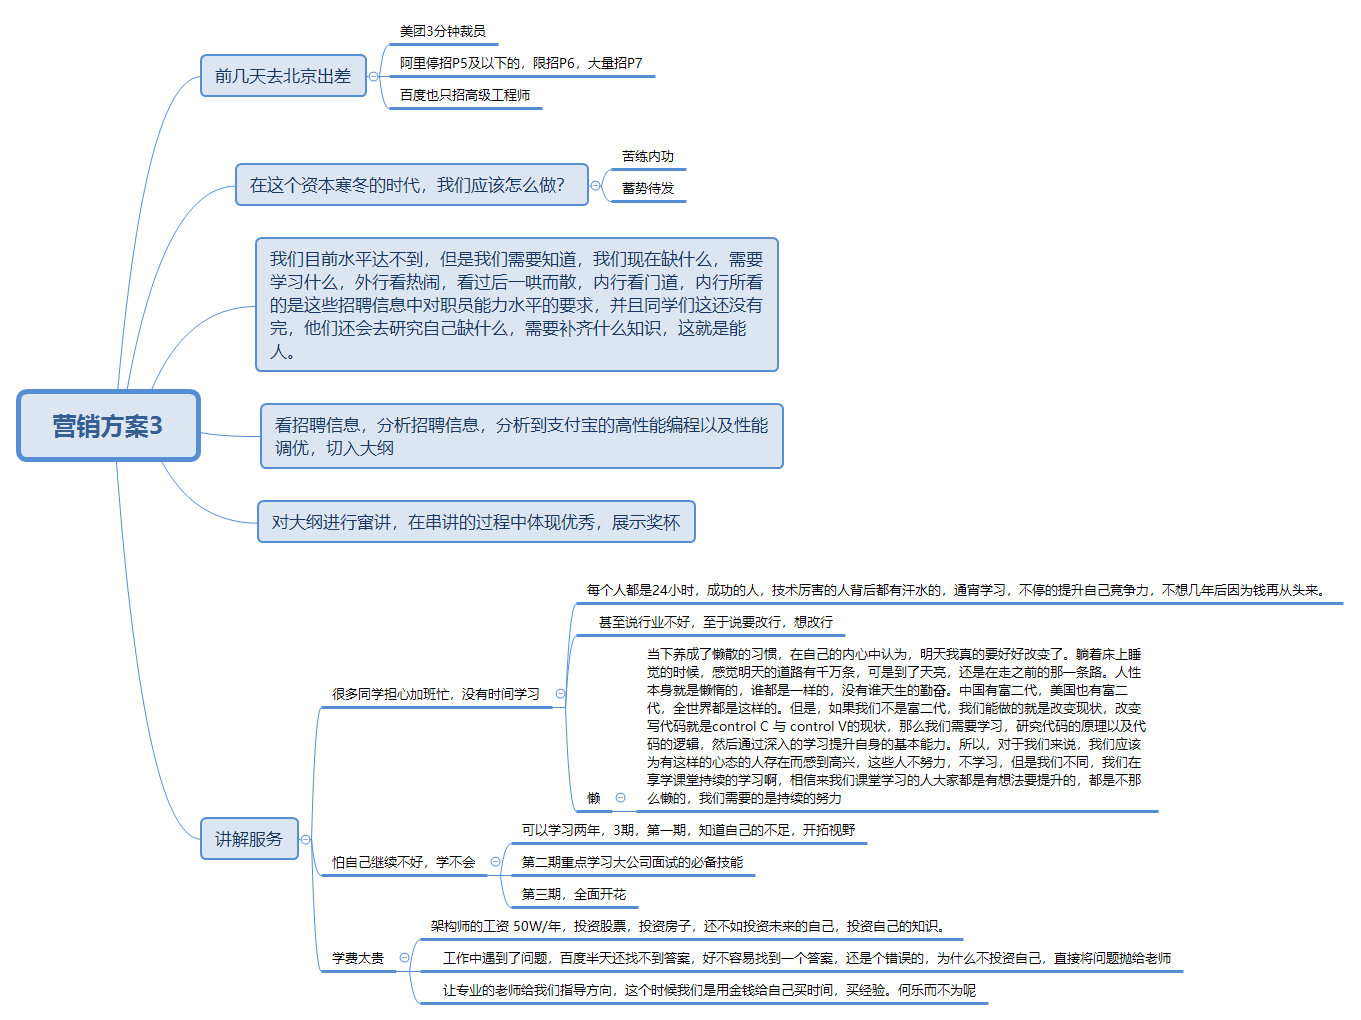 美团3分钟裁员
前几天去北京出差
阿里停招P5及以下的，限招P6，大量招P7
百度也只招高级工程师
在这个资本寒冬的时代，我们应该怎么做？
苦练内功
蓄势待发
我们目前水平达不到，但是我们需要知道，我们现在缺什么，需要
学习什么，外行看热闹，看过后一哄而散，内行看门道，内行所看
的是这些招聘信息中对职员能力水平的要求，并且同学们这还没有
完，他们还会去研究自己缺什么，需要补齐什么知识，这就是能
人。
营销方案3
看招聘信息，分析招聘信息，分析到支付宝的高性能编程以及性能
调优，切入大纲
对大纲进行窜讲，在串讲的过程中体现优秀，展示奖杯
讲解服务
很多同学担心加班忙，没有时间学习
每个人都是24小时，成功的人，技术厉害的人背后都有汗水的，通宵学习，不停的提升自己竞争力，不想几年后因为钱再从头来。
甚至说行业不好，至于说要改行，想改行
懒
当下养成了懒散的习惯，在自己的内心中认为，明天我真的要好好改变了。躺着床上睡
觉的时候，感觉明天的道路有千万条，可是到了天亮，还是在走之前的那一条路。人性
本身就是懒惰的，谁都是一样的，没有谁天生的勤奋。中国有富二代，美国也有富二
代，全世界都是这样的。但是，如果我们不是富二代，我们能做的就是改变现状，改变
写代码就是control C 与 control V的现状，那么我们需要学习，研究代码的原理以及代
码的逻辑，然后通过深入的学习提升自身的基本能力。所以，对于我们来说，我们应该
为有这样的心态的人存在而感到高兴，这些人不努力，不学习，但是我们不同，我们在
享学课堂持续的学习啊，相信来我们课堂学习的人大家都是有想法要提升的，都是不那
么懒的，我们需要的是持续的努力
怕自己继续不好，学不会
可以学习两年，3期，第一期，知道自己的不足，开拓视野
第二期重点学习大公司面试的必备技能
第三期，全面开花
学费太贵
架构师的工资 50W/年，投资股票，投资房子，还不如投资未来的自己，投资自己的知识。
工作中遇到了问题，百度半天还找不到答案，好不容易找到一个答案，还是个错误的，为什么不投资自己，直接将问题抛给老师
让专业的老师给我们指导方向，这个时候我们是用金钱给自己买时间，买经验。何乐而不为呢